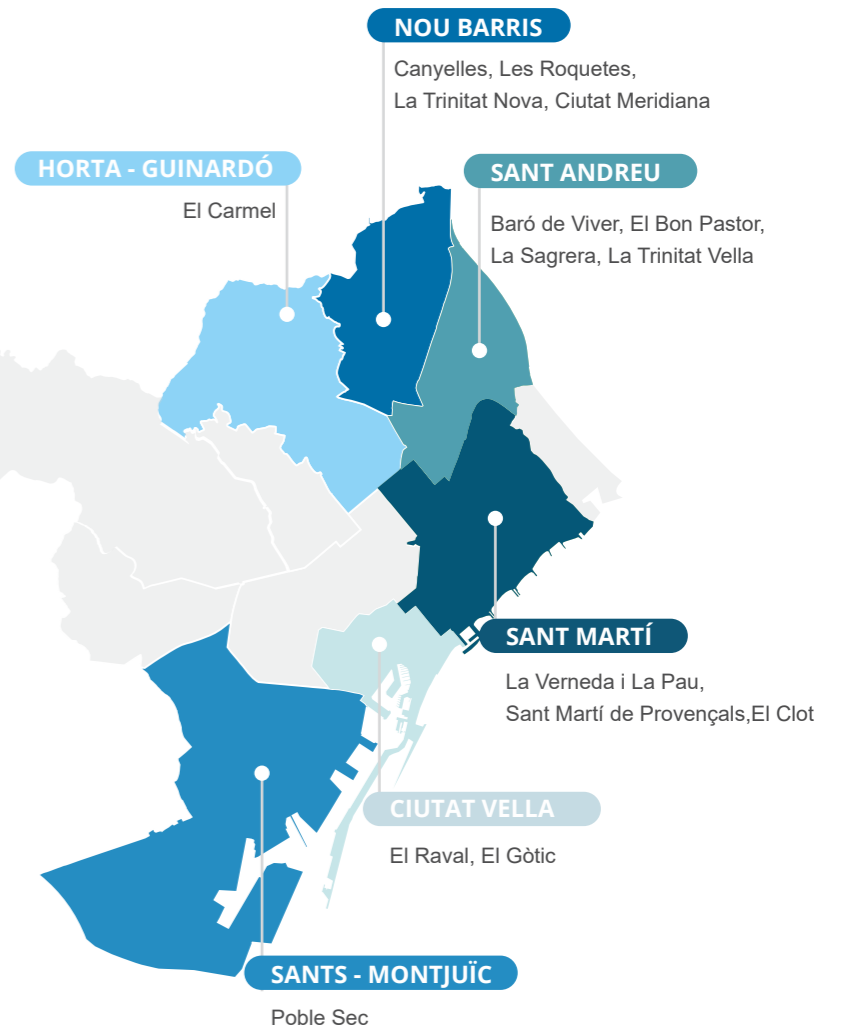 NOU BARRIS
Canyelles, Les Roquetes,
La Trinitat Nova, Ciutat Meridiana
HORTA - GUINARDÓ
El Carmel
SANT ANDREU
Baró de Viver, El Bon Pastor,
La Sagrera, La Trinitat Vella
SANT MARTÍ
La Verneda i La Pau,
Sant Martí de Provençals,El Clot
CIUTAT VELLA
El Raval, El Gòtic
SANTS - MONTJUÏC
Poble Sec